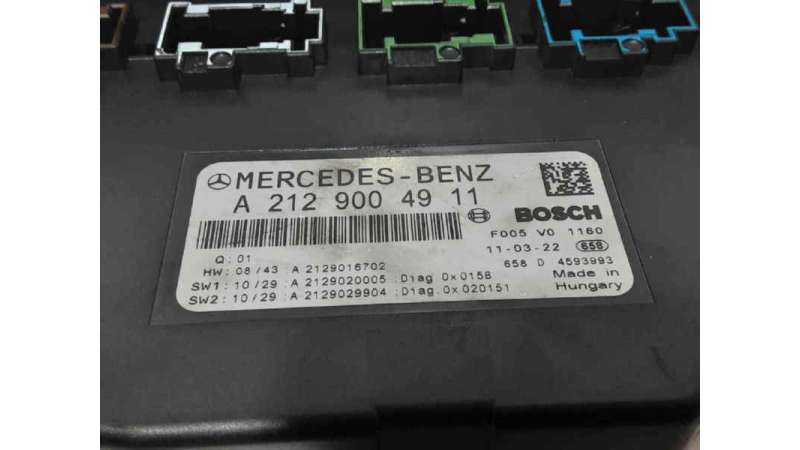 MERCEDES-BENZ
A 212 900 49 11
BOSCH
F005 V0 1160
Q: 01
11-03-22 658
HW: 08/43 :A 2129016702
658 D 4593993
SW1: 10/29 :A 2129020005 :Diag.0x015B
Made in
SW2: 10/29 :A 2129029904 :Diag.0x020151
Hungary